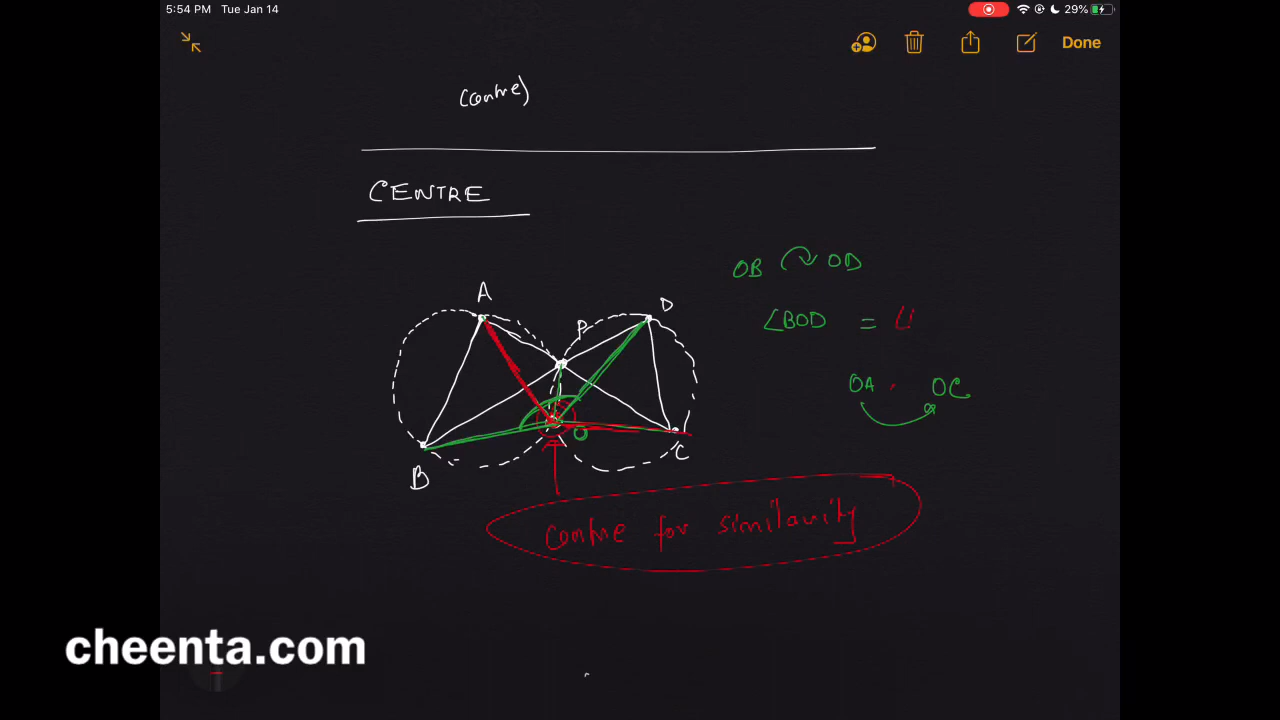 5:54 PM Tue Jan 14
29%
Done
(centre)
CENTRE
OB OD
∠BOD = ∠
OA OC
A
D
P
O
C
B
centre for similarity
cheenta.com